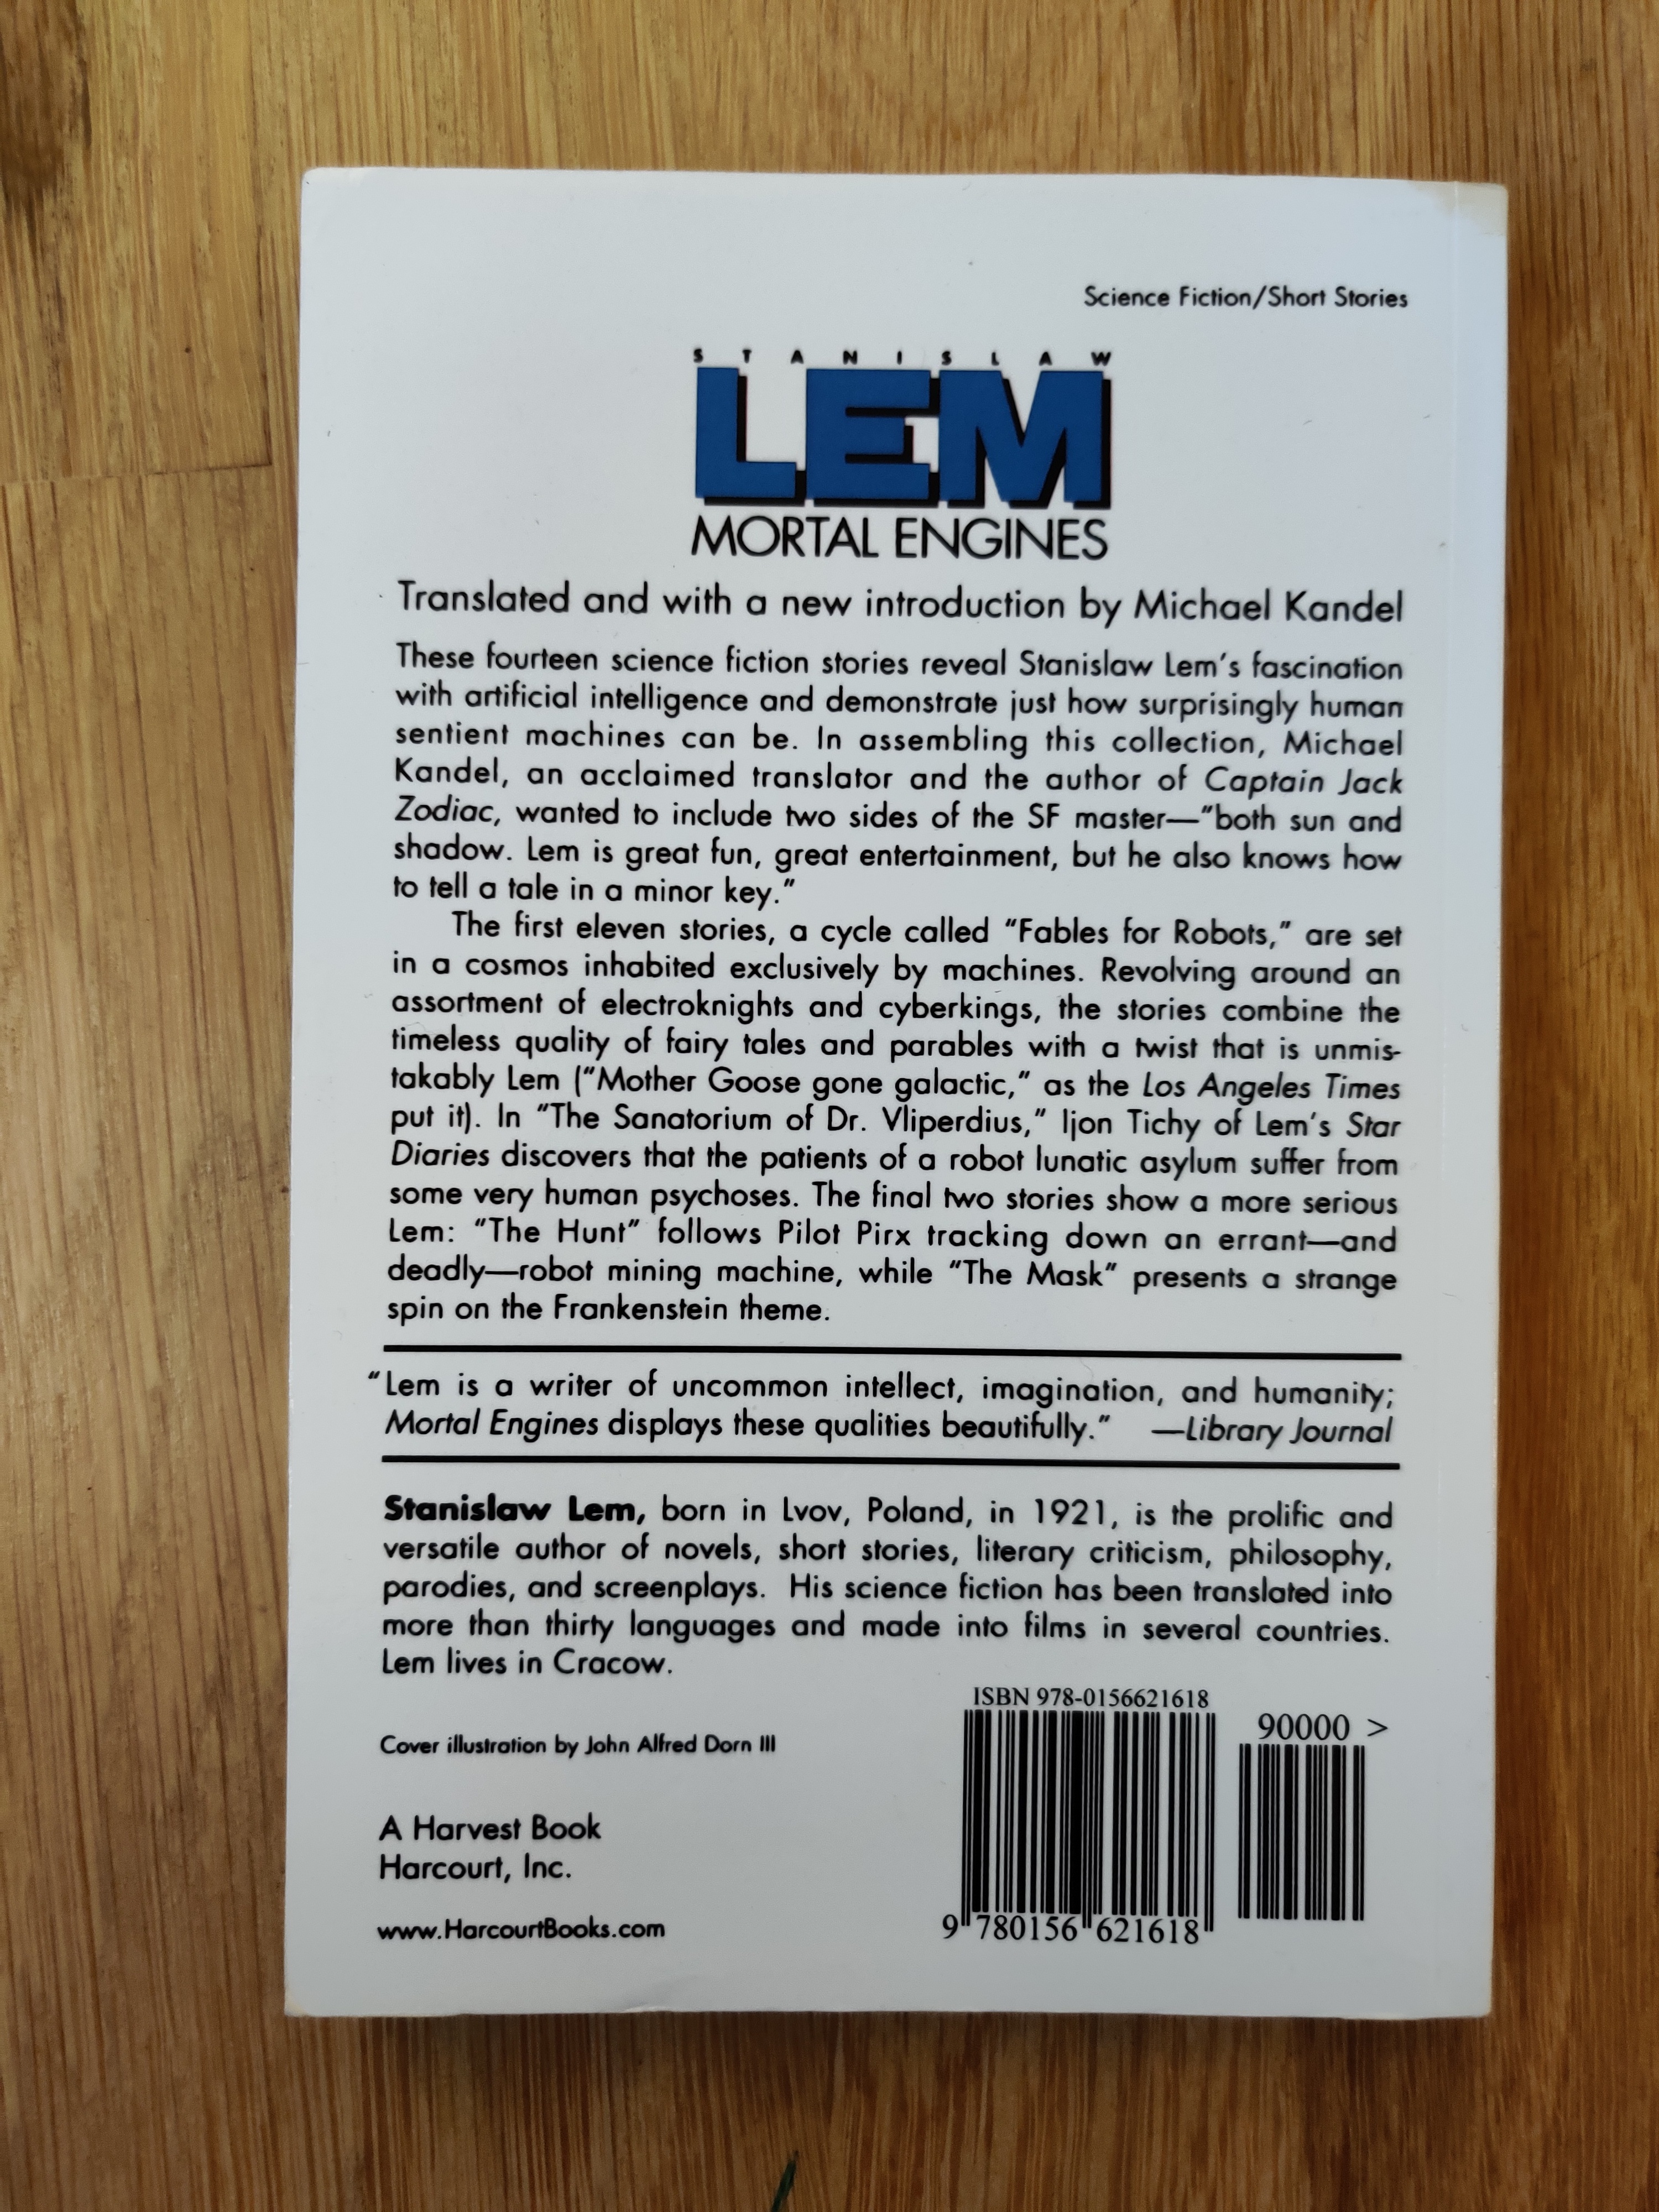 Science Fiction/Short Stories
STANISLAW
LEM
MORTAL ENGINES
Translated and with a new introduction by Michael Kandel
These fourteen science fiction stories reveal Stanislaw Lem's fascination
with artificial intelligence and demonstrate just how surprisingly human
sentient machines can be. In assembling this collection, Michael
Kandel, an acclaimed translator and the author of Captain Jack
Zodiac, wanted to include two sides of the SF master—"both sun and
shadow. Lem is great fun, great entertainment, but he also knows how
to tell a tale in a minor key."
The first eleven stories, a cycle called "Fables for Robots," are set
in a cosmos inhabited exclusively by machines. Revolving around an
assortment of electroknights and cyberkings, the stories combine the
timeless quality of fairy tales and parables with a twist that is unmis-
takably Lem ("Mother Goose gone galactic," as the Los Angeles Times
put it). In "The Sanatorium of Dr. Vliperdius," Ijon Tichy of Lem's Star
Diaries discovers that the patients of a robot lunatic asylum suffer from
some very human psychoses. The final two stories show a more serious
Lem: "The Hunt" follows Pilot Pirx tracking down an errant—and
deadly—robot mining machine, while "The Mask" presents a strange
spin on the Frankenstein theme.
"Lem is a writer of uncommon intellect, imagination, and humanity;
Mortal Engines displays these qualities beautifully." —Library Journal
Stanislaw Lem, born in Lvov, Poland, in 1921, is the prolific and
versatile author of novels, short stories, literary criticism, philosophy,
parodies, and screenplays. His science fiction has been translated into
more than thirty languages and made into films in several countries.
Lem lives in Cracow.
Cover illustration by John Alfred Dorn III
A Harvest Book
Harcourt, Inc.
www.HarcourtBooks.com
ISBN 978-0156621618
90000 >
9 780156 621618